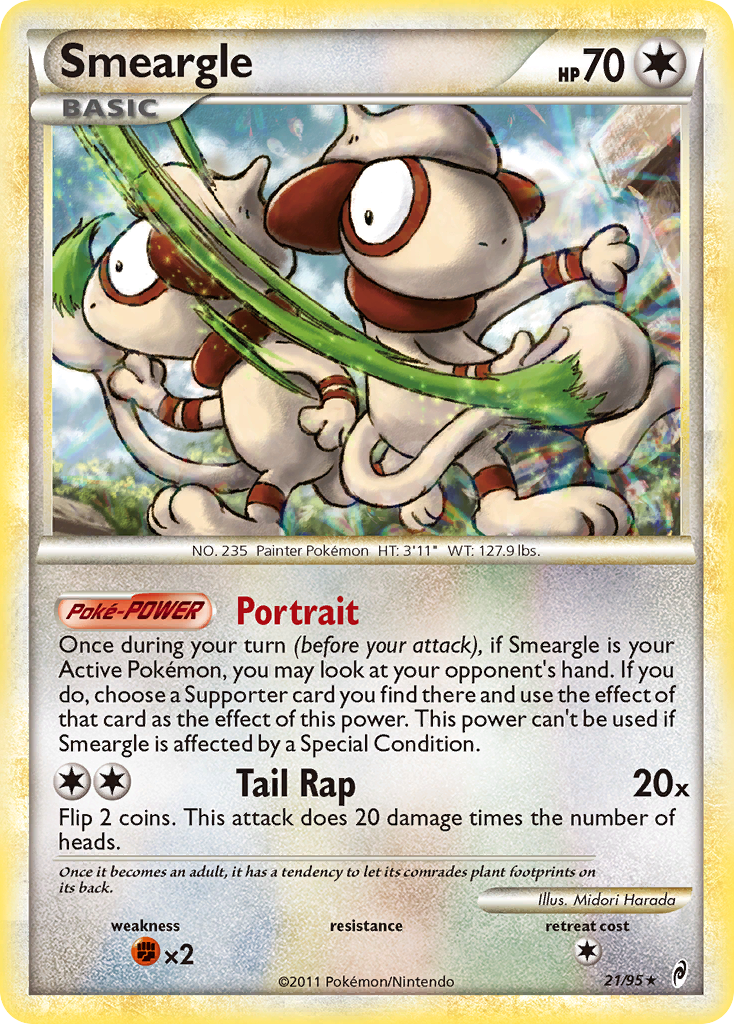 Smeargle
HP 70
BASIC
NO. 235 Painter Pokémon HT: 3'11" WT: 127.9 lbs.
Poké-POWER Portrait
Once during your turn (before your attack), if Smeargle is your
Active Pokémon, you may look at your opponent's hand. If you
do, choose a Supporter card you find there and use the effect of
that card as the effect of this power. This power can't be used if
Smeargle is affected by a Special Condition.
Tail Rap 20x
Flip 2 coins. This attack does 20 damage times the number of
heads.
Once it becomes an adult, it has a tendency to let its comrades plant footprints on
its back.
Illus. Midori Harada
weakness resistance retreat cost
×2
©2011 Pokémon/Nintendo 21/95 ★